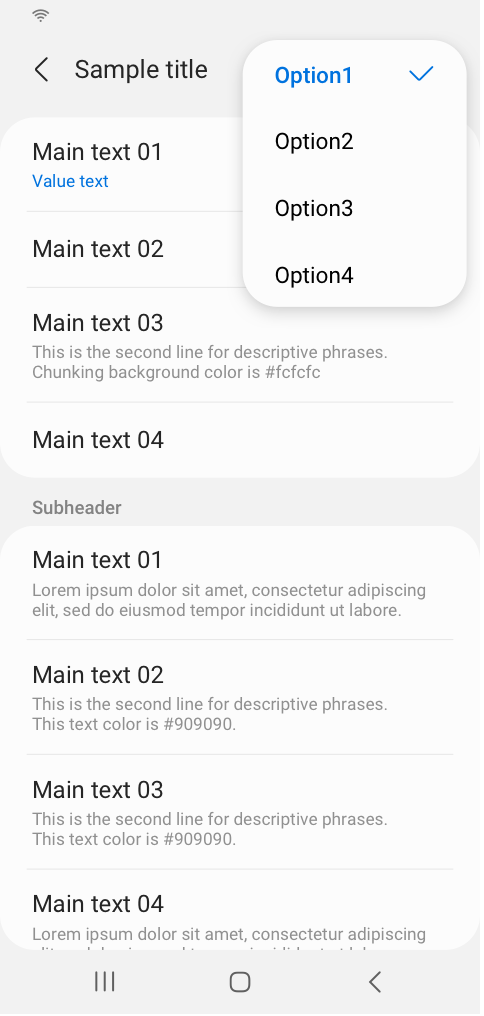 Sample title
Option1
Option2
Option3
Option4
Main text 01
Value text
Main text 02
Main text 03
This is the second line for descriptive phrases.
Chunking background color is #fcfcfc
Main text 04
Subheader
Main text 01
Lorem ipsum dolor sit amet, consectetur adipiscing
elit, sed do eiusmod tempor incididunt ut labore.
Main text 02
This is the second line for descriptive phrases.
This text color is #909090.
Main text 03
This is the second line for descriptive phrases.
This text color is #909090.
Main text 04
Lorem ipsum dolor sit amet, consectetur adipiscing